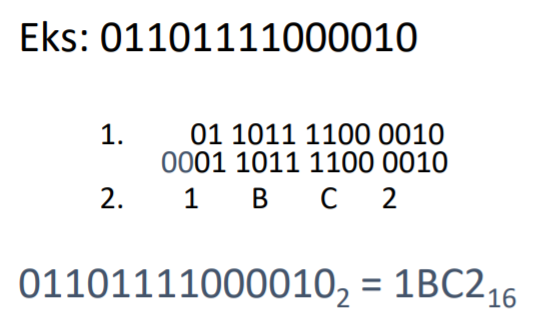 Eks: 01101111000010
1. 01 1011 1100 0010
0001 1011 1100 0010
2. 1 B C 2
01101111000010₂ = 1BC2₁₆